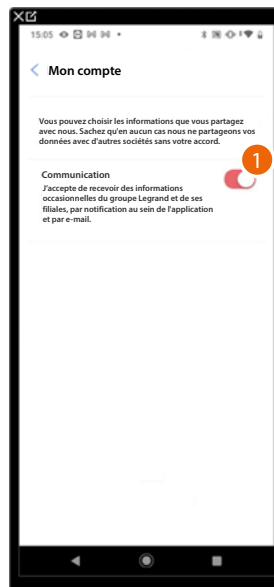 15:05
Mon compte
Vous pouvez choisir les informations que vous partagez
avec nous. Sachez qu'en aucun cas nous ne partageons vos
données avec d'autres sociétés sans votre accord.
1
Communication
J'accepte de recevoir des informations
occasionnelles du groupe Legrand et de ses
filiales, par notification au sein de l'application
et par e-mail.